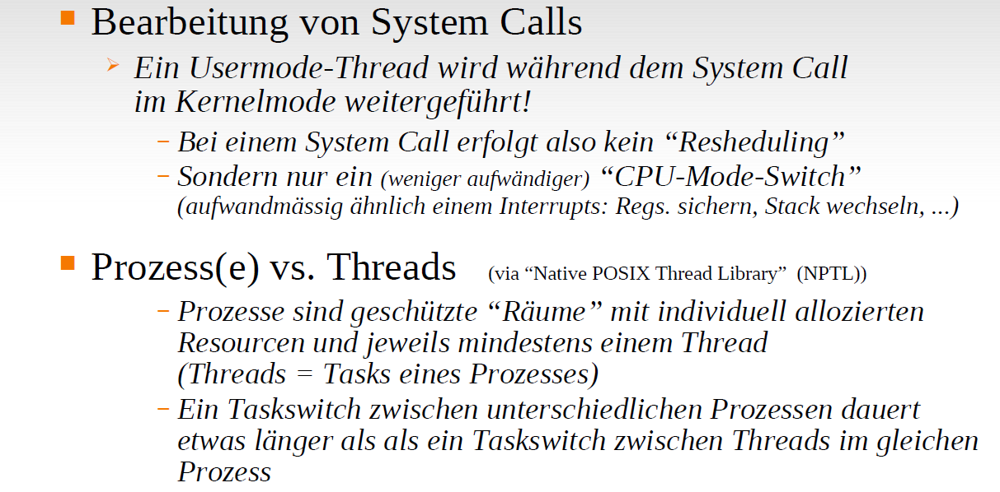 Bearbeitung von System Calls
Ein Usermode-Thread wird während dem System Call
im Kernelmode weitergeführt!
– Bei einem System Call erfolgt also kein “Resheduling”
– Sondern nur ein (weniger aufwändiger) “CPU-Mode-Switch”
(aufwandmässig ähnlich einem Interrupts: Regs. sichern, Stack wechseln, ...)
Prozess(e) vs. Threads (via “Native POSIX Thread Library” (NPTL))
– Prozesse sind geschützte “Räume” mit individuell allozierten
Resourcen und jeweils mindestens einem Thread
(Threads = Tasks eines Prozesses)
– Ein Taskswitch zwischen unterschiedlichen Prozessen dauert
etwas länger als als ein Taskswitch zwischen Threads im gleichen
Prozess